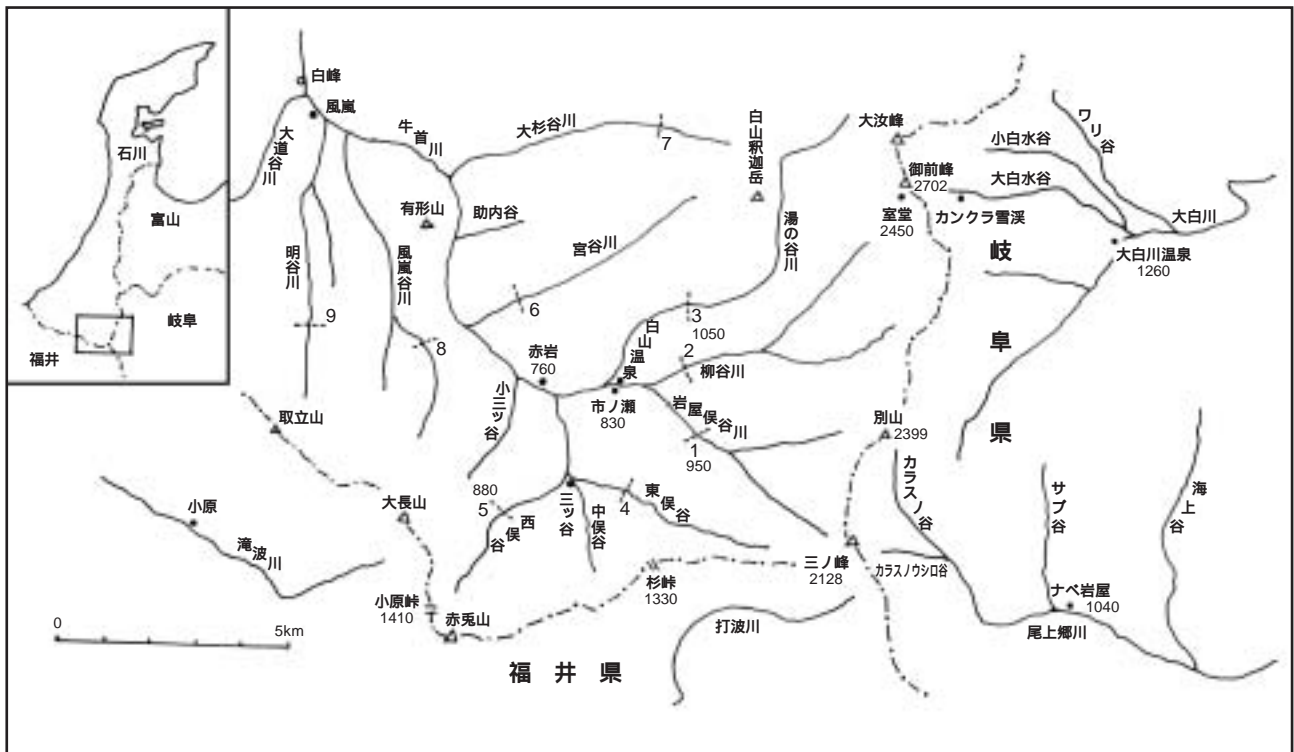 石川
富山
岐阜
福井
白峰
風嵐
大道谷川
牛首川
大杉谷川
7
白山釈迦岳
湯の谷川
大汝峰
御前峰
2702
室堂
2450
カンクラ雪渓
ワリ谷
小白水谷
大白水谷
大白川
大白川温泉
1260
有形山
助内谷
宮谷川
6
明谷川
9
風嵐谷川
8
赤岩
760
白山温泉
3
1050
2
柳谷川
市ノ瀬
830
岩屋俣谷川
1
950
小三ッ谷
別山
2399
岐阜県
取立山
大長山
小原
滝波川
880
5
西俣谷
三ッ谷
中俣谷
4
東俣谷
カラスノ谷
サブ谷
海上谷
三ノ峰
2128
カラスノウシロ谷
杉峠
1330
小原峠
1410
赤兎山
打波川
ナベ岩屋
1040
尾上郷川
0
5km
福井県